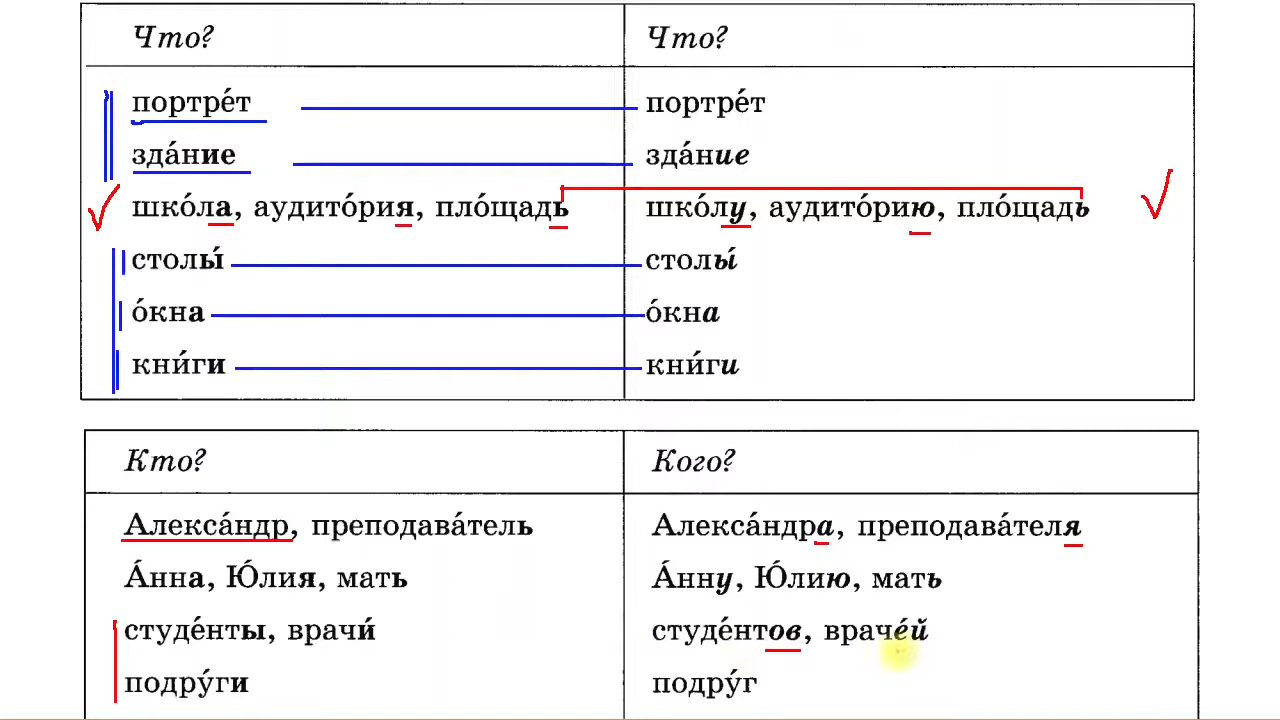 Что? Что?
портре́т портре́т
зда́ние зда́ние
шко́ла, аудито́рия, пло́щадь шко́лу, аудито́рию, пло́щадь
столы́ столы́
о́кна о́кна
кни́ги кни́ги
Кто? Кого?
Алекса́ндр, преподава́тель Алекса́ндра, преподава́теля
А́нна, Ю́лия, мать А́нну, Ю́лию, мать
студе́нты, врачи́ студе́нтов, враче́й
подру́ги подру́г